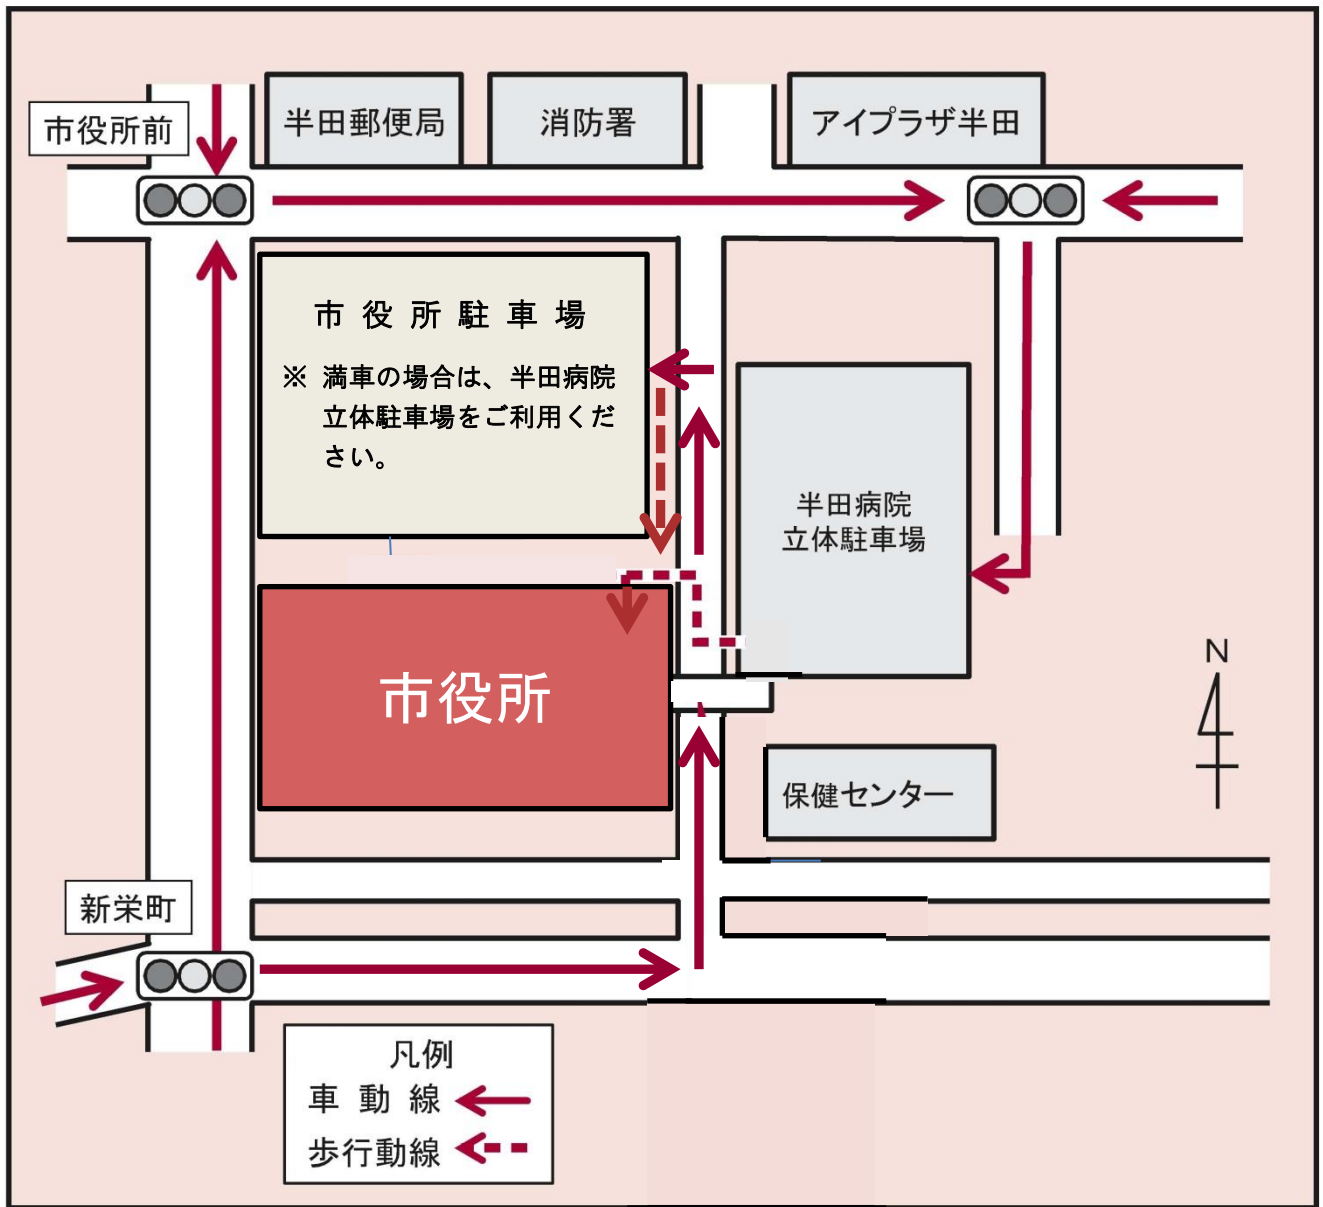 市役所前
半田郵便局
消防署
アイプラザ半田
市役所駐車場
※ 満車の場合は、半田病院
立体駐車場をご利用くだ
さい。
半田病院
立体駐車場
市役所
N
保健センター
新栄町
凡例
車動線
歩行動線